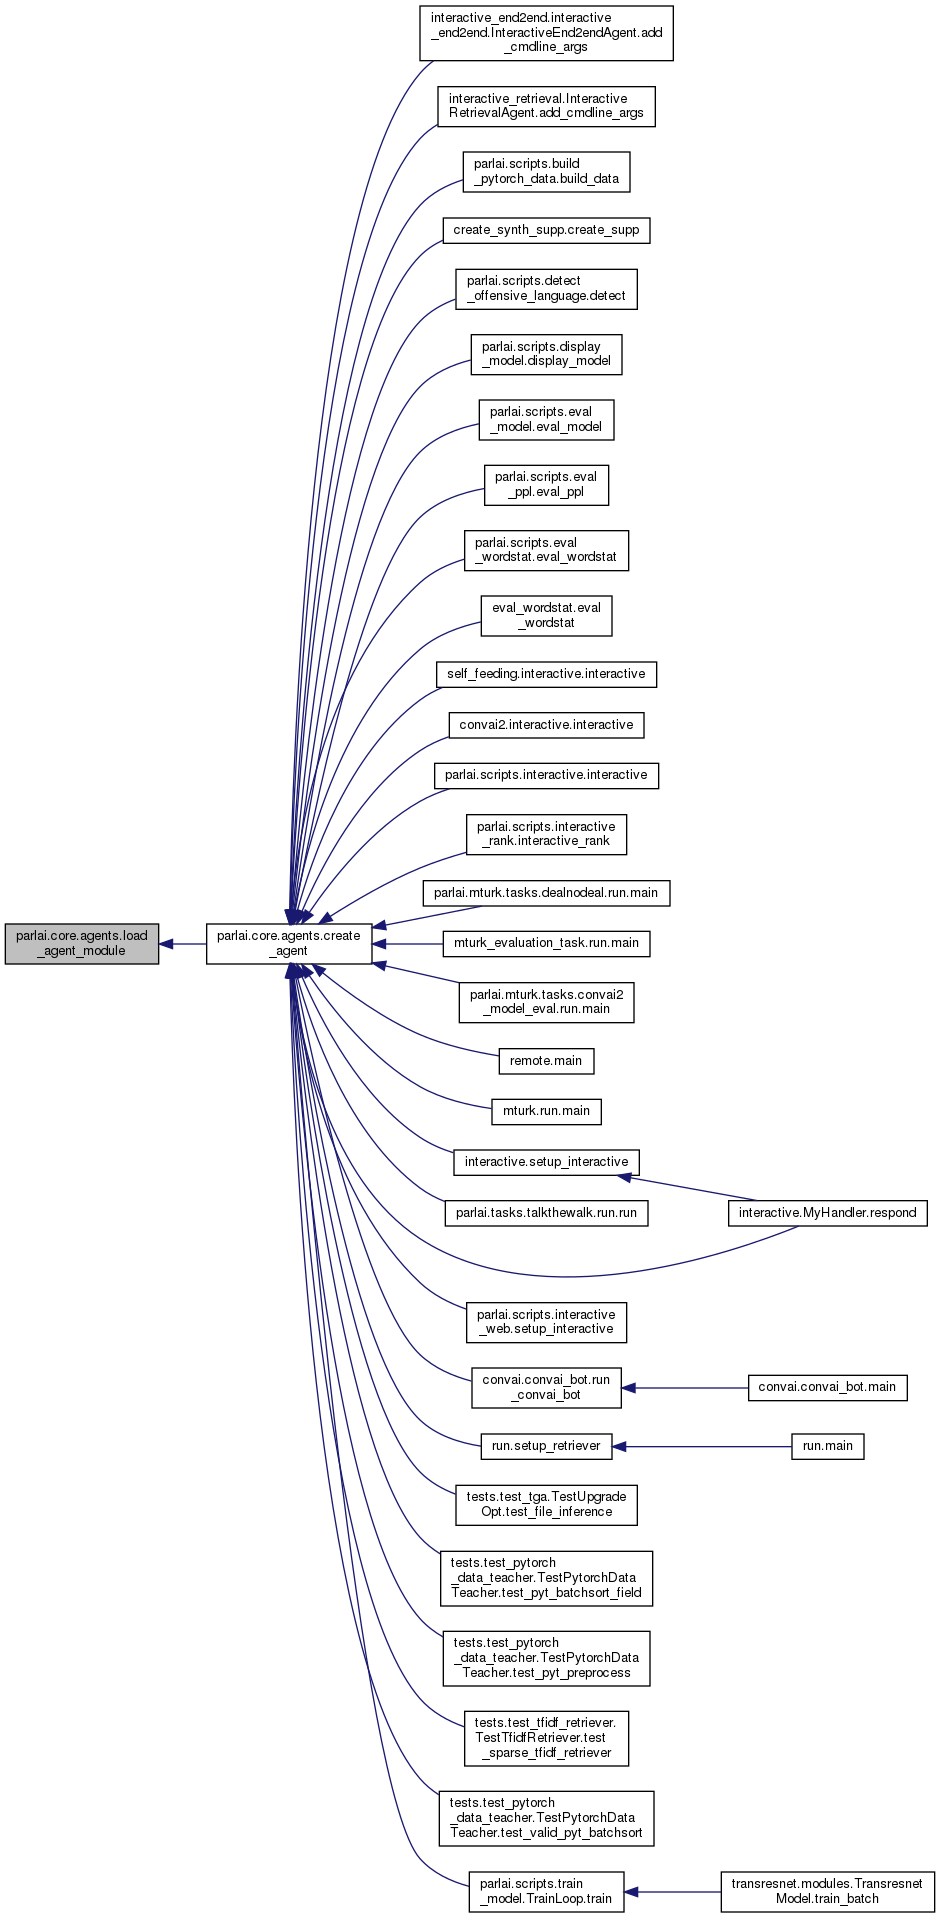 interactive_end2end.interactive
_end2end.InteractiveEnd2endAgent.add
_cmdline_args
interactive_retrieval.Interactive
RetrievalAgent.add_cmdline_args
parlai.scripts.build
_pytorch_data.build_data
create_synth_supp.create_supp
parlai.scripts.detect
_offensive_language.detect
parlai.scripts.display
_model.display_model
parlai.scripts.eval
_model.eval_model
parlai.scripts.eval
_ppl.eval_ppl
parlai.scripts.eval
_wordstat.eval_wordstat
eval_wordstat.eval
_wordstat
self_feeding.interactive.interactive
convai2.interactive.interactive
parlai.scripts.interactive.interactive
parlai.scripts.interactive
_rank.interactive_rank
parlai.mturk.tasks.dealnodeal.run.main
parlai.core.agents.load
_agent_module
parlai.core.agents.create
_agent
mturk_evaluation_task.run.main
parlai.mturk.tasks.convai2
_model_eval.run.main
remote.main
mturk.run.main
interactive.setup_interactive
parlai.tasks.talkthewalk.run.run
interactive.MyHandler.respond
parlai.scripts.interactive
_web.setup_interactive
convai.convai_bot.run
_convai_bot
convai.convai_bot.main
run.setup_retriever
run.main
tests.test_tga.TestUpgrade
Opt.test_file_inference
tests.test_pytorch
_data_teacher.TestPytorchData
Teacher.test_pyt_batchsort_field
tests.test_pytorch
_data_teacher.TestPytorchData
Teacher.test_pyt_preprocess
tests.test_tfidf_retriever.
TestTfidfRetriever.test
_sparse_tfidf_retriever
tests.test_pytorch
_data_teacher.TestPytorchData
Teacher.test_valid_pyt_batchsort
parlai.scripts.train
_model.TrainLoop.train
transresnet.modules.Transresnet
Model.train_batch